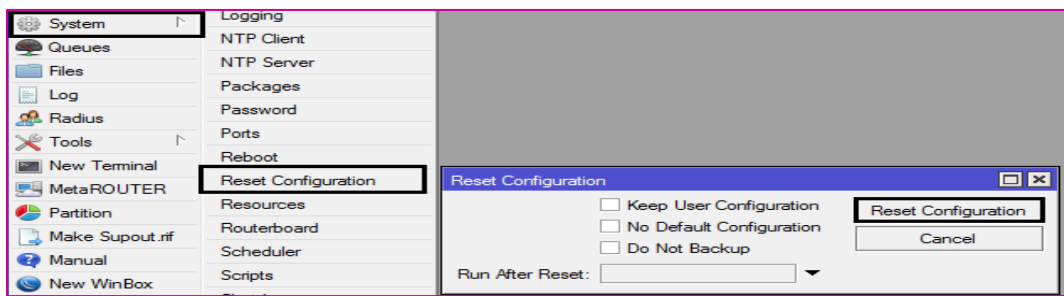 System
Queues
Files
Log
Radius
Tools
New Terminal
MetaROUTER
Partition
Make Supout.rif
Manual
New WinBox
Logging
NTP Client
NTP Server
Packages
Password
Ports
Reboot
Reset Configuration
Resources
Routerboard
Scheduler
Scripts
Reset Configuration
Keep User Configuration
No Default Configuration
Do Not Backup
Run After Reset:
Reset Configuration
Cancel